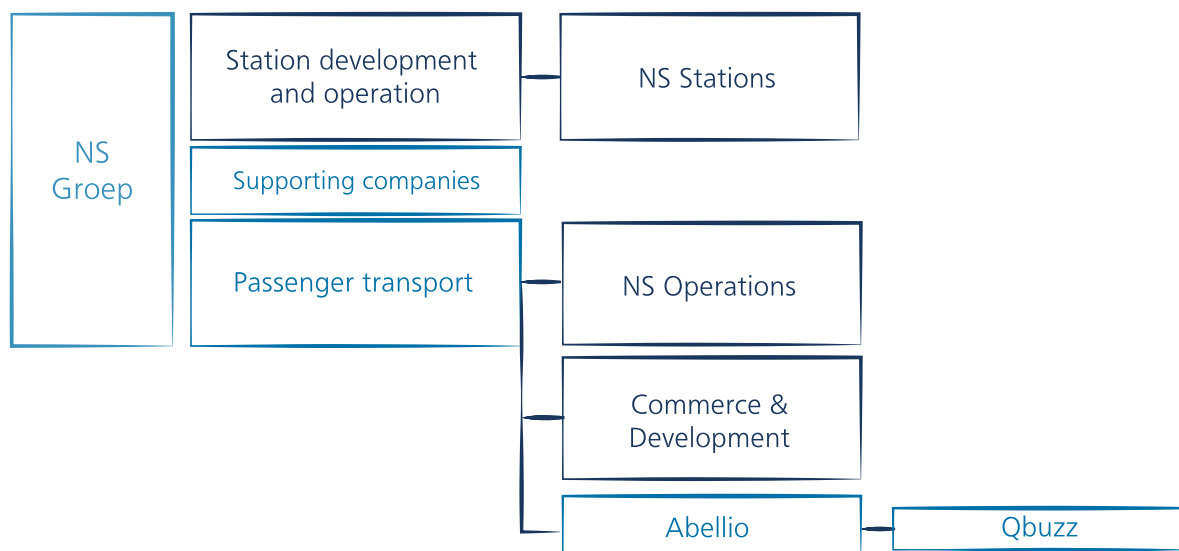 NS
Groep
Station development
and operation
NS Stations
Supporting companies
Passenger transport
NS Operations
Commerce &
Development
Abellio
Qbuzz